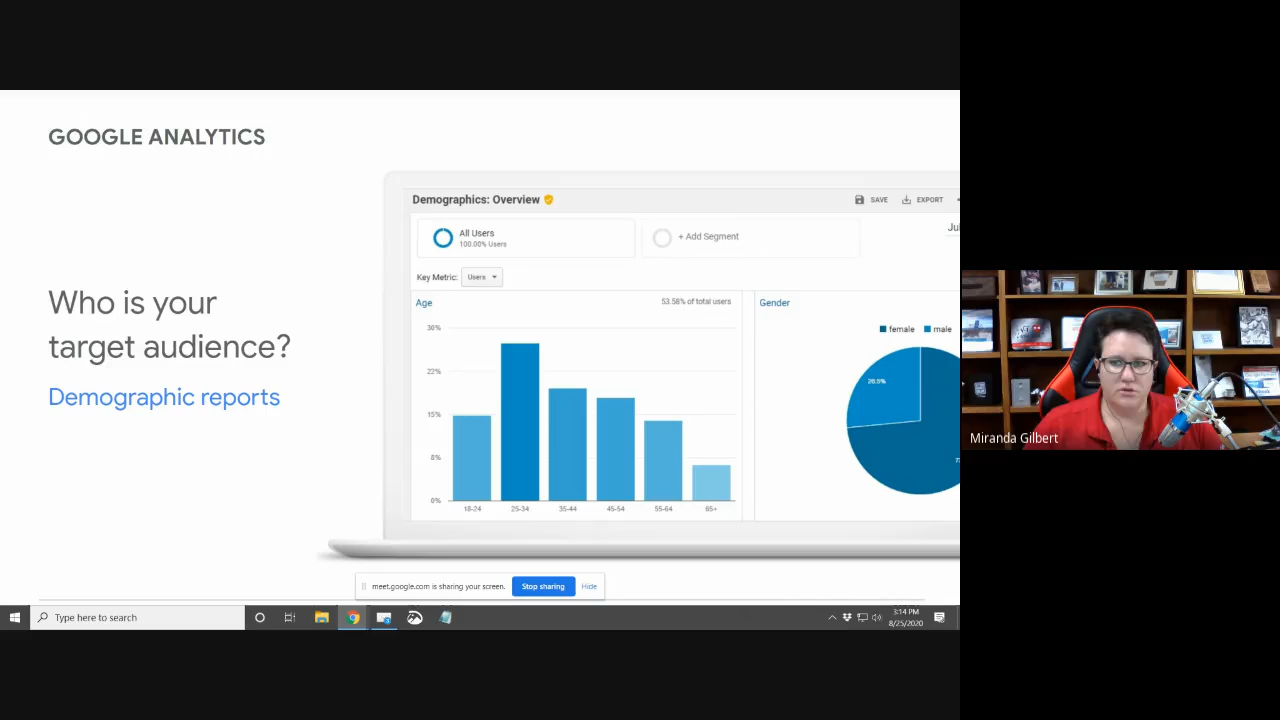 GOOGLE ANALYTICS
Who is your
target audience?
Demographic reports
Demographics: Overview
SAVE
EXPORT
All Users
100.00% Users
+ Add Segment
Jul
Key Metric:
Users
Age
53.58% of total users
30%
22%
15%
8%
0%
18-24
25-34
35-44
45-54
55-64
65+
Gender
female
male
26.5%
meet.google.com is sharing your screen.
Stop sharing
Hide
Type here to search
3:14 PM
8/25/2020
Miranda Gilbert